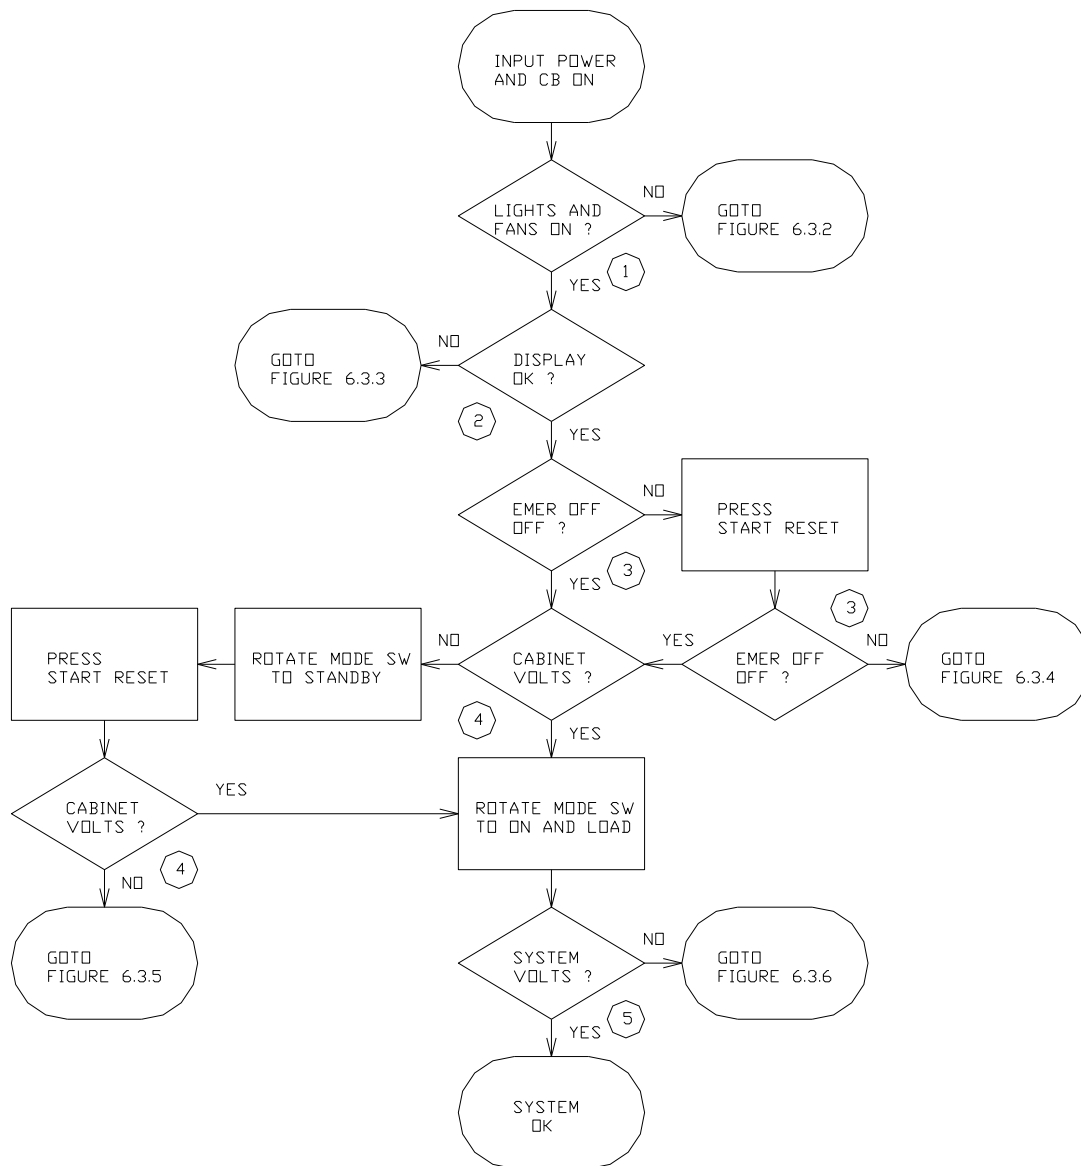 INPUT POWER
AND CB ON
LIGHTS AND
FANS ON ?
NO
GOTO
FIGURE 6.3.2
1
YES
NO
GOTO
FIGURE 6.3.3
DISPLAY
OK ?
2
YES
EMER OFF
OFF ?
NO
PRESS
START RESET
3
YES
3
EMER OFF
OFF ?
YES
NO
GOTO
FIGURE 6.3.4
CABINET
VOLTS ?
NO
ROTATE MODE SW
TO STANDBY
PRESS
START RESET
4
YES
CABINET
VOLTS ?
YES
ROTATE MODE SW
TO ON AND LOAD
4
NO
GOTO
FIGURE 6.3.5
SYSTEM
VOLTS ?
NO
GOTO
FIGURE 6.3.6
5
YES
SYSTEM
OK